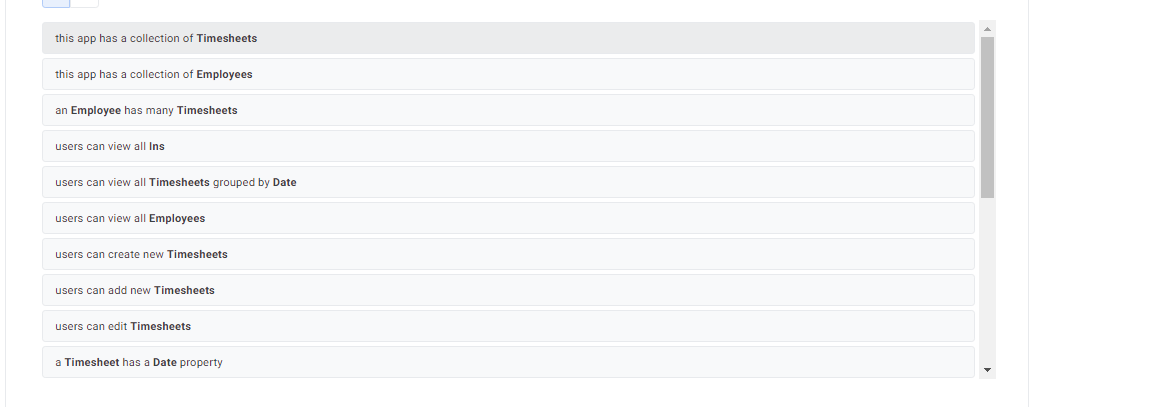 this app has a collection of Timesheets
this app has a collection of Employees
an Employee has many Timesheets
users can view all Ins
users can view all Timesheets grouped by Date
users can view all Employees
users can create new Timesheets
users can add new Timesheets
users can edit Timesheets
a Timesheet has a Date property